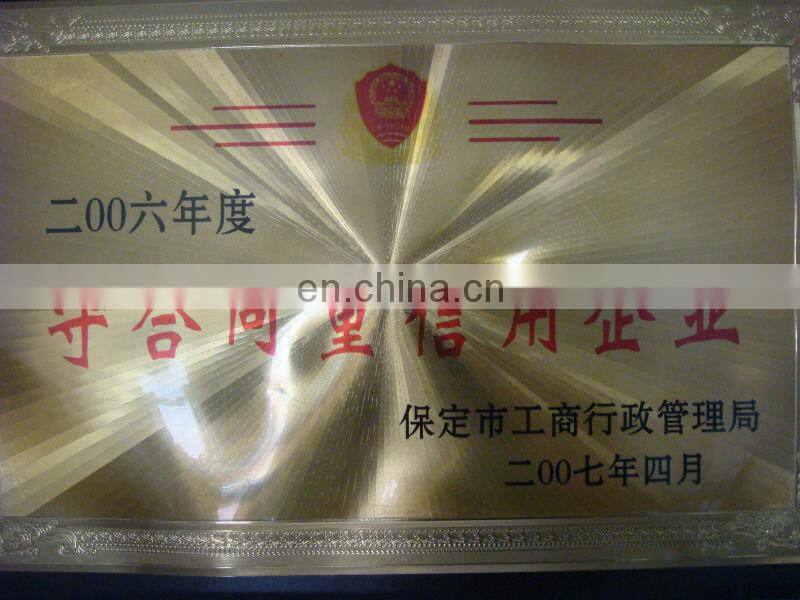 二00六年度
en.china.cn
守合同重信用企业
保定市工商行政管理局
二00七年四月